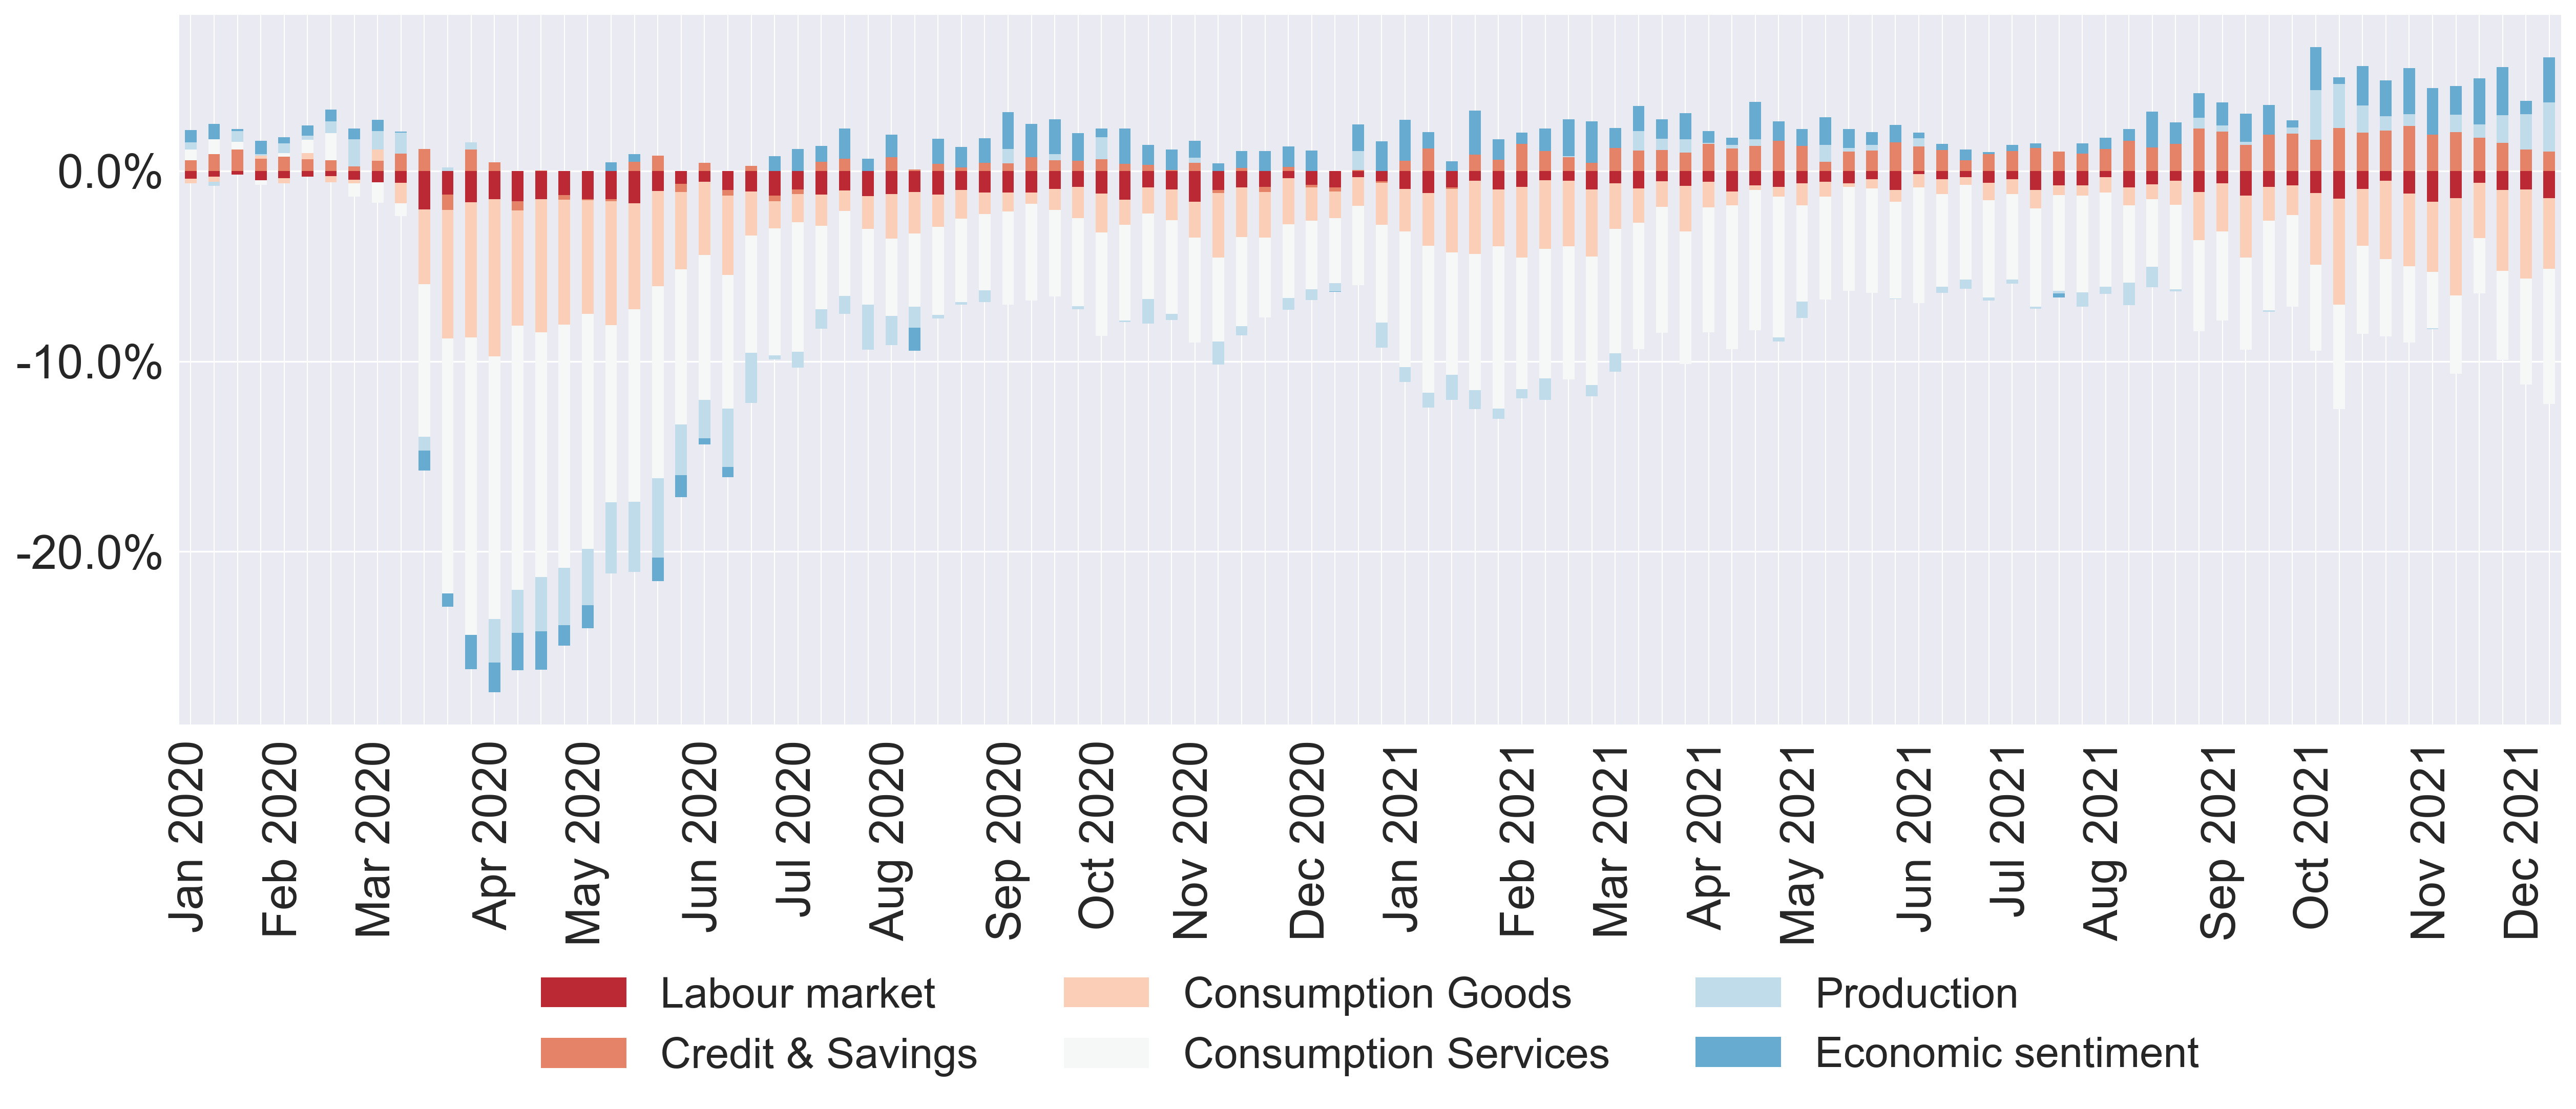 0.0%
-10.0%
-20.0%
Jan 2020
Feb 2020
Mar 2020
Apr 2020
May 2020
Jun 2020
Jul 2020
Aug 2020
Sep 2020
Oct 2020
Nov 2020
Dec 2020
Jan 2021
Feb 2021
Mar 2021
Apr 2021
May 2021
Jun 2021
Jul 2021
Aug 2021
Sep 2021
Oct 2021
Nov 2021
Dec 2021
Labour market
Consumption Goods
Production
Credit & Savings
Consumption Services
Economic sentiment